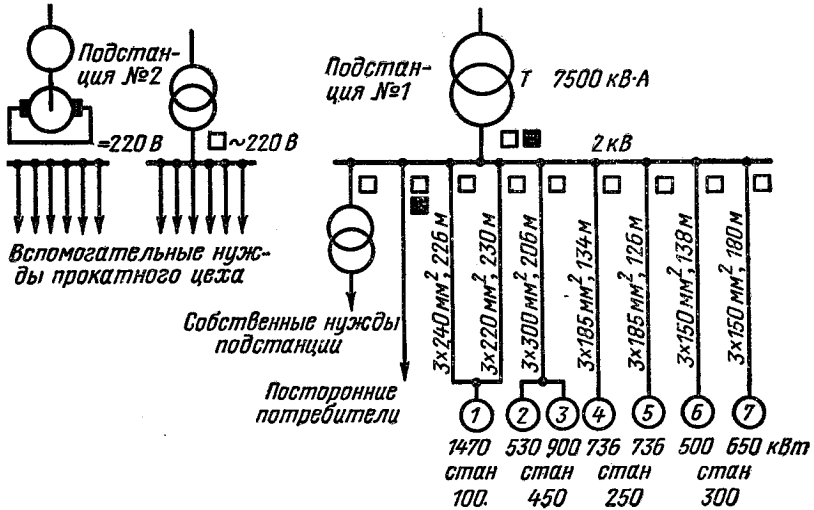 Подстан-
ция №2
=220 В
~220 В
Вспомогательные нуж-
ды прокатного цеха
Подстан-
ция №1
Т 7500 кВ·А
2 кВ
Собственные нужды
подстанции
Посторонние
потребители
3×240 мм², 226 м
3×220 мм², 230 м
3×300 мм², 206 м
3×185 мм², 134 м
3×185 мм², 126 м
3×150 мм², 138 м
3×150 мм², 180 м
1 2 3 4 5 6 7
1470 530 900 736 736 500 650 кВт
стан стан стан стан
100. 450 250 300